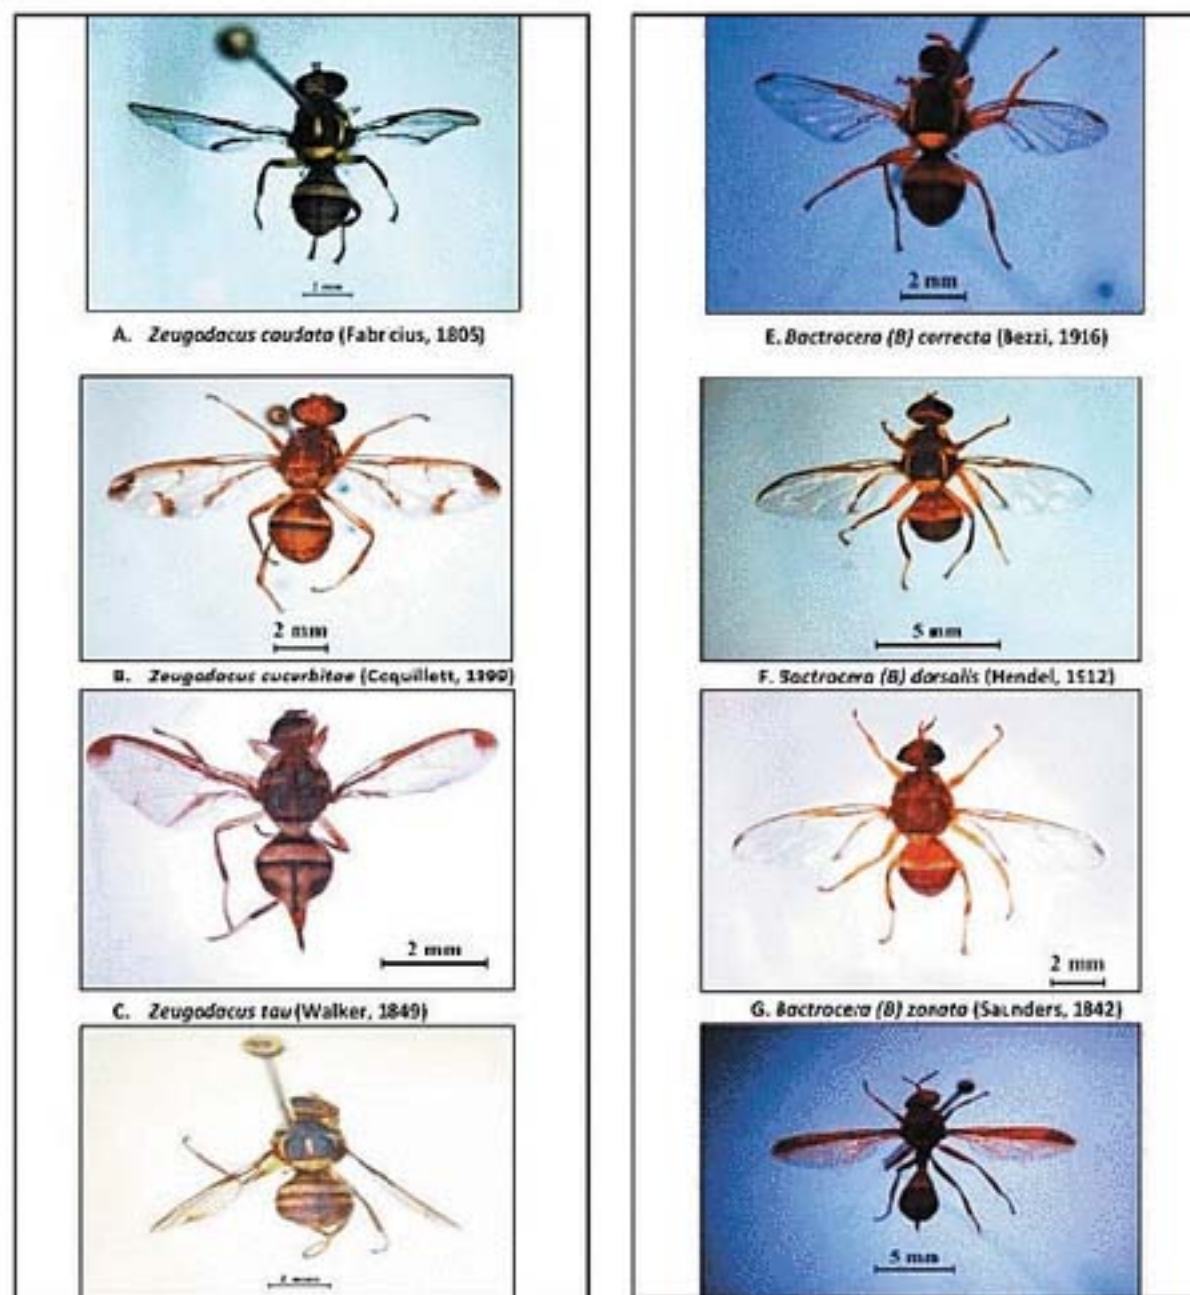 A. Zeugodacus caudata (Fabricius, 1805)
2 mm
B. Zeugodacus cucurbitae (Coquillett, 1899)
2 mm
C. Zeugodacus tau (Walker, 1849)
mm
2 mm
E. Bactrocera (B) correcta (Bezzi, 1916)
5 mm
F. Bactrocera (B) dorsalis (Hendel, 1912)
2 mm
G. Bactrocera (B) zonata (Saunders, 1842)
5 mm